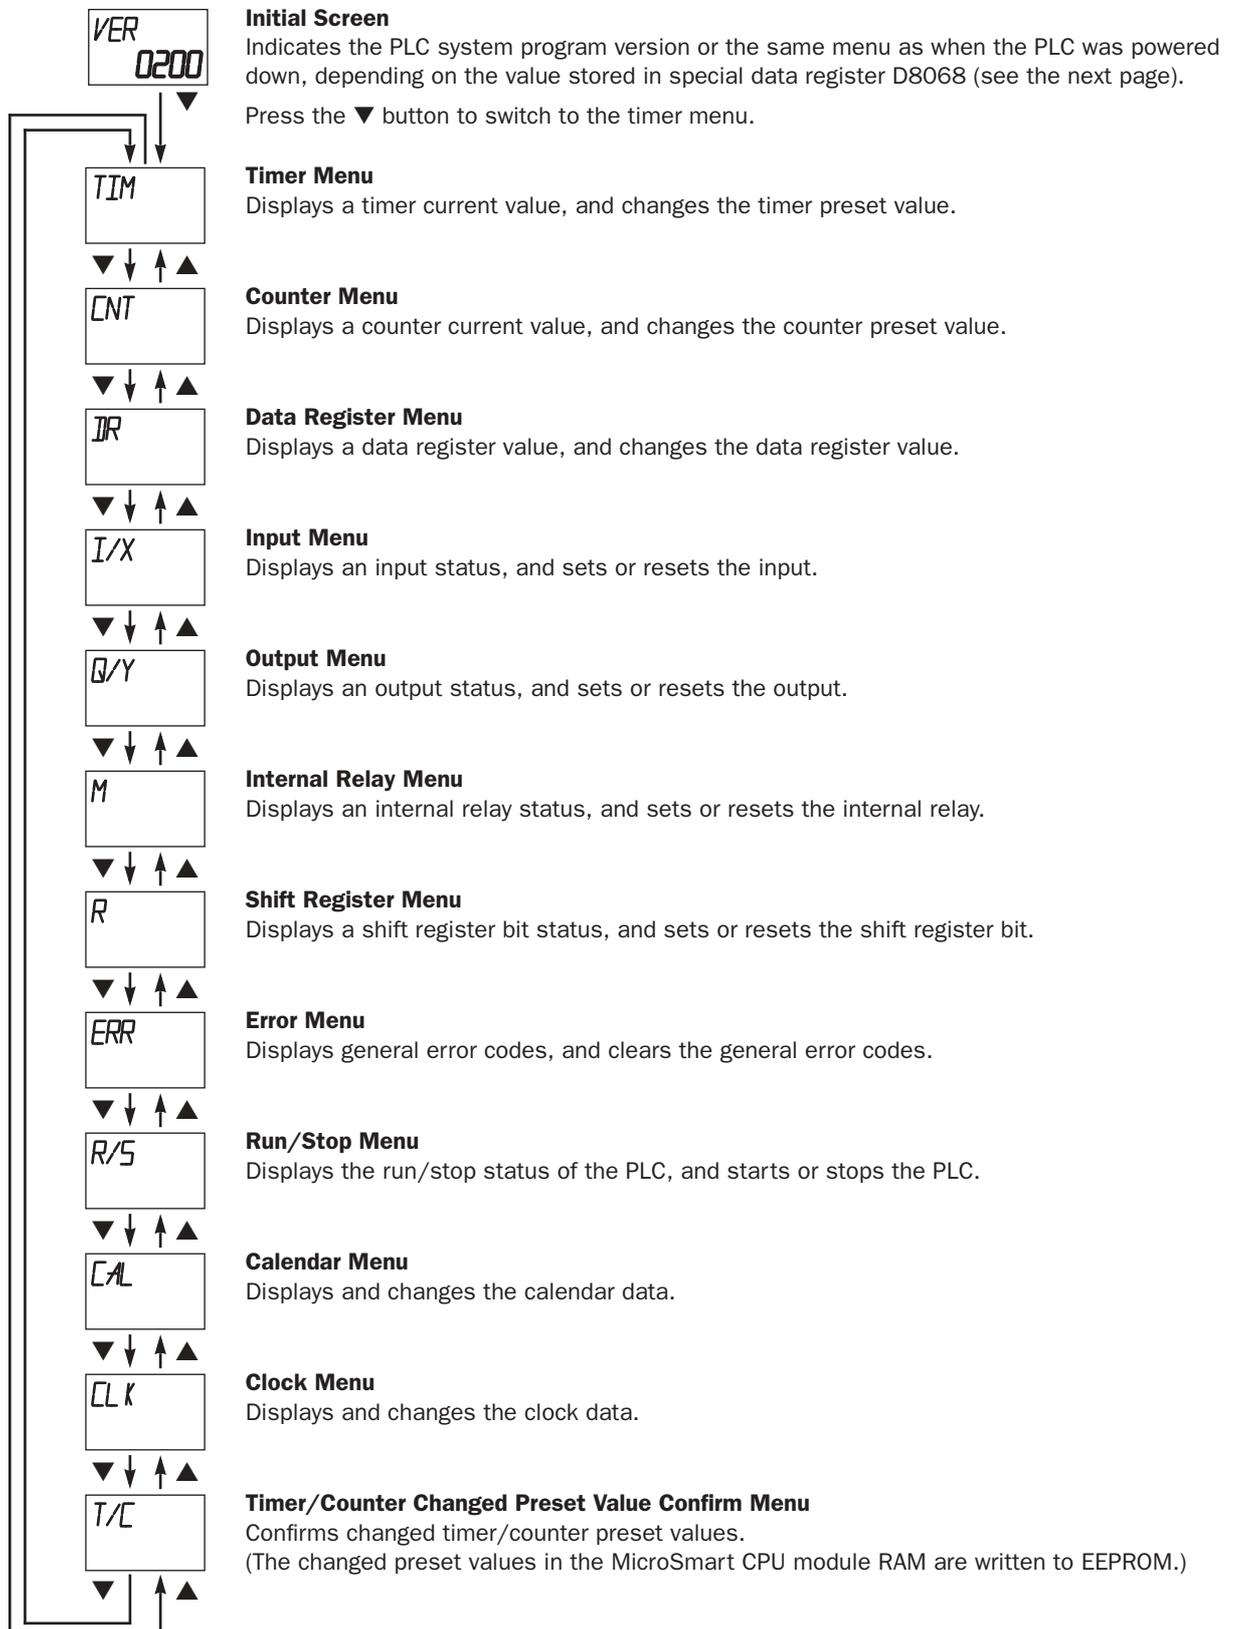 VER
0200
Initial Screen
Indicates the PLC system program version or the same menu as when the PLC was powered
down, depending on the value stored in special data register D8068 (see the next page).
▼
Press the ▼ button to switch to the timer menu.
TIM
Timer Menu
Displays a timer current value, and changes the timer preset value.
▼ ▲
CNT
Counter Menu
Displays a counter current value, and changes the counter preset value.
▼ ▲
DR
Data Register Menu
Displays a data register value, and changes the data register value.
▼ ▲
I/X
Input Menu
Displays an input status, and sets or resets the input.
▼ ▲
Q/Y
Output Menu
Displays an output status, and sets or resets the output.
▼ ▲
M
Internal Relay Menu
Displays an internal relay status, and sets or resets the internal relay.
▼ ▲
R
Shift Register Menu
Displays a shift register bit status, and sets or resets the shift register bit.
▼ ▲
ERR
Error Menu
Displays general error codes, and clears the general error codes.
▼ ▲
R/S
Run/Stop Menu
Displays the run/stop status of the PLC, and starts or stops the PLC.
▼ ▲
CAL
Calendar Menu
Displays and changes the calendar data.
▼ ▲
CLK
Clock Menu
Displays and changes the clock data.
▼ ▲
T/C
Timer/Counter Changed Preset Value Confirm Menu
Confirms changed timer/counter preset values.
(The changed preset values in the MicroSmart CPU module RAM are written to EEPROM.)
▼ ▲